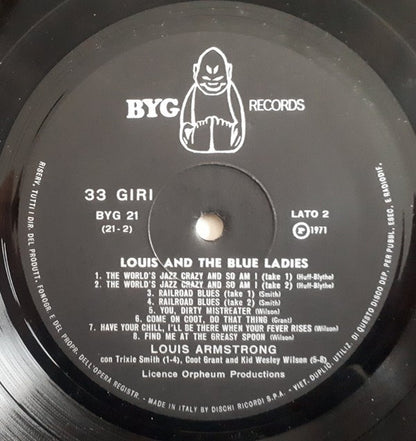 BYG RECORDS
33 GIRI
BYG 21
(21-2)
LATO 2
P 1971
LOUIS AND THE BLUE LADIES
1. THE WORLD'S JAZZ CRAZY AND SO AM I (take 1) (Huff-Blythe)
2. THE WORLD'S JAZZ CRAZY AND SO AM I (take 2) (Huff-Blythe)
3. RAILROAD BLUES (take 1) (Smith)
4. RAILROAD BLUES (take 2) (Smith)
5. YOU, DIRTY MISTREATER (Wilson)
6. COME ON COOT, DO THAT THING (Grant)
7. HAVE YOUR CHILL, I'LL BE THERE WHEN YOUR FEVER RISES (Wilson)
8. FIND ME AT THE GREASY SPOON (Wilson)
LOUIS ARMSTRONG
con Trixie Smith (1-4), Coot Grant and Kid Wesley Wilson (5-8)
Licence Orpheum Productions
RISERV. TUTTI I DIR. DEL PRODUTT. FONOGR. E DEL PROPR. DELL'OPERA REGISTR. - MADE IN ITALY BY DISCHI RICORDI S.P.A. - VIET. DUPLIC. UTILIZ. DI QUESTO DISCO PER PUBBL. ESEC. E RADIODIF.